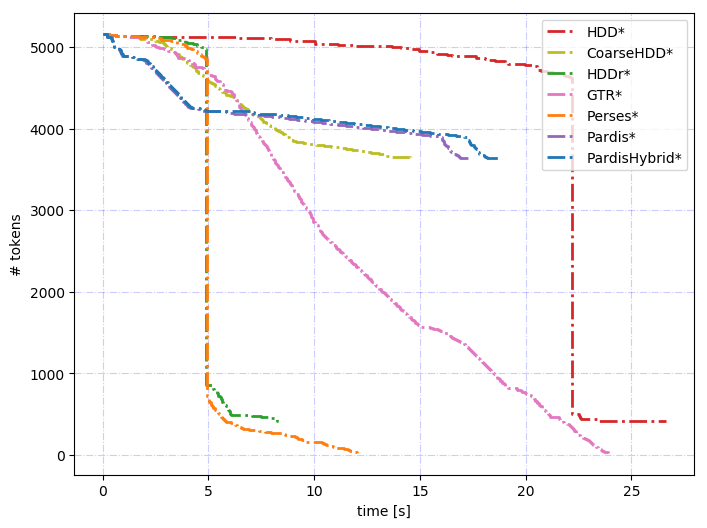 HDD*
CoarseHDD*
HDDr*
GTR*
Perses*
Pardis*
PardisHybrid*
# tokens
5000
4000
3000
2000
1000
0
0 5 10 15 20 25
time [s]